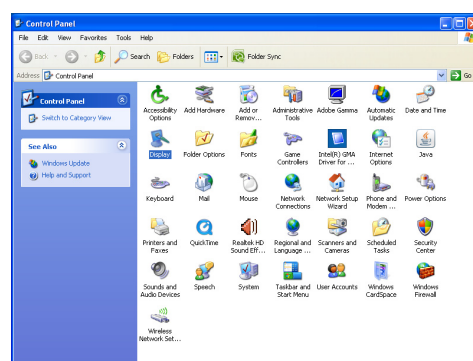 Control Panel
File Edit View Favorites Tools Help
Back Search Folders Folder Sync
Address Control Panel Go
Control Panel
Switch to Category View
See Also
Windows Update
Help and Support
Accessibility Options
Add Hardware
Add or Remov...
Administrative Tools
Adobe Gamma
Automatic Updates
Date and Time
Display
Folder Options
Fonts
Game Controllers
Intel(R) GMA Driver for ...
Internet Options
Java
Keyboard
Mail
Mouse
Network Connections
Network Setup Wizard
Phone and Modem ...
Power Options
Printers and Faxes
QuickTime
Realtek HD Sound Eff...
Regional and Language ...
Scanners and Cameras
Scheduled Tasks
Security Center
Sounds and Audio Devices
Speech
System
Taskbar and Start Menu
User Accounts
Windows CardSpace
Windows Firewall
Wireless Network Set...